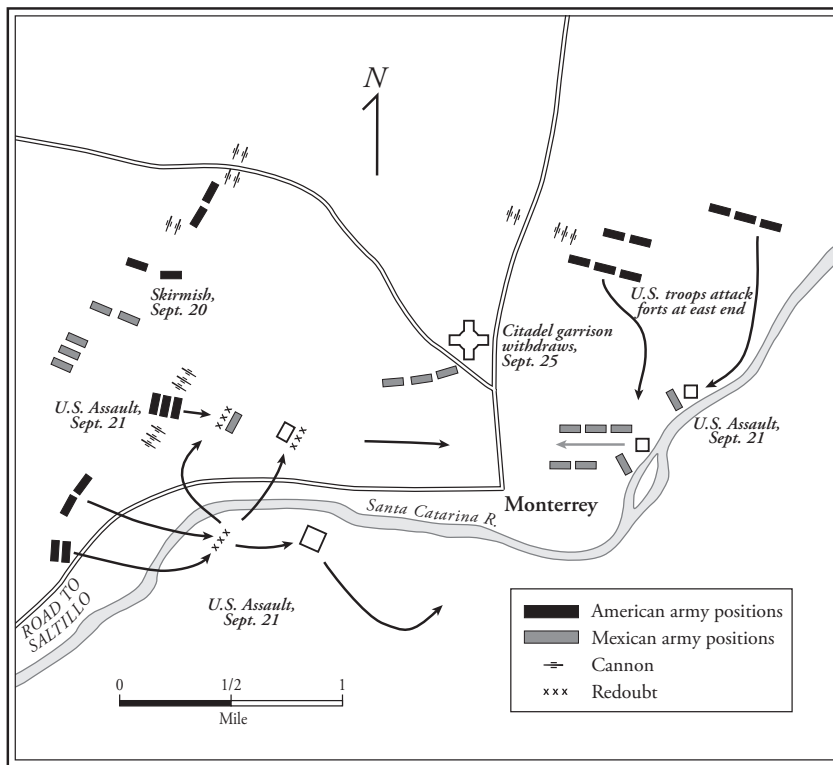 N
Skirmish,
Sept. 20
U.S. troops attack
forts at east end
Citadel garrison
withdraws,
Sept. 25
U.S. Assault,
Sept. 21
U.S. Assault,
Sept. 21
Santa Catarina R.
Monterrey
ROAD TO
SALTILLO
U.S. Assault,
Sept. 21
0 1/2 1
Mile
American army positions
Mexican army positions
Cannon
xxx Redoubt